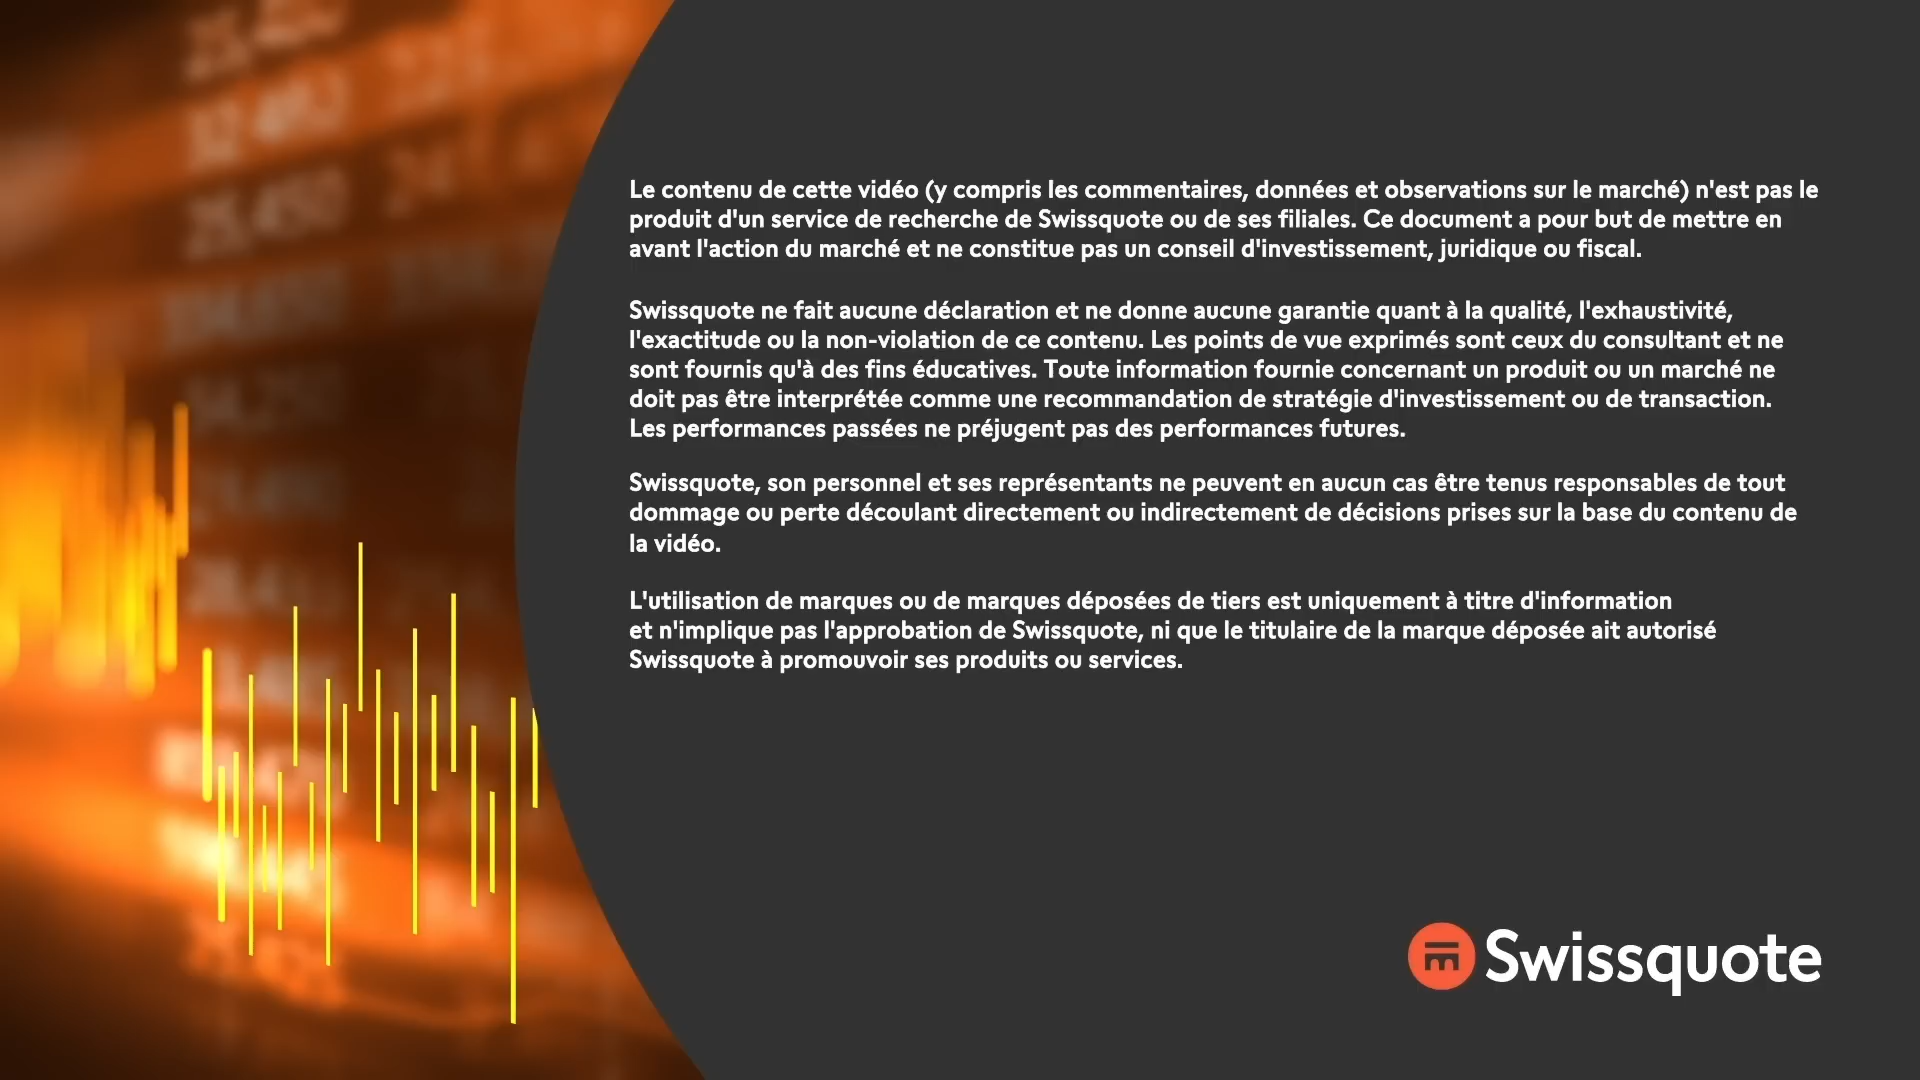 Le contenu de cette vidéo (y compris les commentaires, données et observations sur le marché) n'est pas le
produit d'un service de recherche de Swissquote ou de ses filiales. Ce document a pour but de mettre en
avant l'action du marché et ne constitue pas un conseil d'investissement, juridique ou fiscal.
Swissquote ne fait aucune déclaration et ne donne aucune garantie quant à la qualité, l'exhaustivité,
l'exactitude ou la non-violation de ce contenu. Les points de vue exprimés sont ceux du consultant et ne
sont fournis qu'à des fins éducatives. Toute information fournie concernant un produit ou un marché ne
doit pas être interprétée comme une recommandation de stratégie d'investissement ou de transaction.
Les performances passées ne préjugent pas des performances futures.
Swissquote, son personnel et ses représentants ne peuvent en aucun cas être tenus responsables de tout
dommage ou perte découlant directement ou indirectement de décisions prises sur la base du contenu de
la vidéo.
L'utilisation de marques ou de marques déposées de tiers est uniquement à titre d'information
et n'implique pas l'approbation de Swissquote, ni que le titulaire de la marque déposée ait autorisé
Swissquote à promouvoir ses produits ou services.
Swissquote